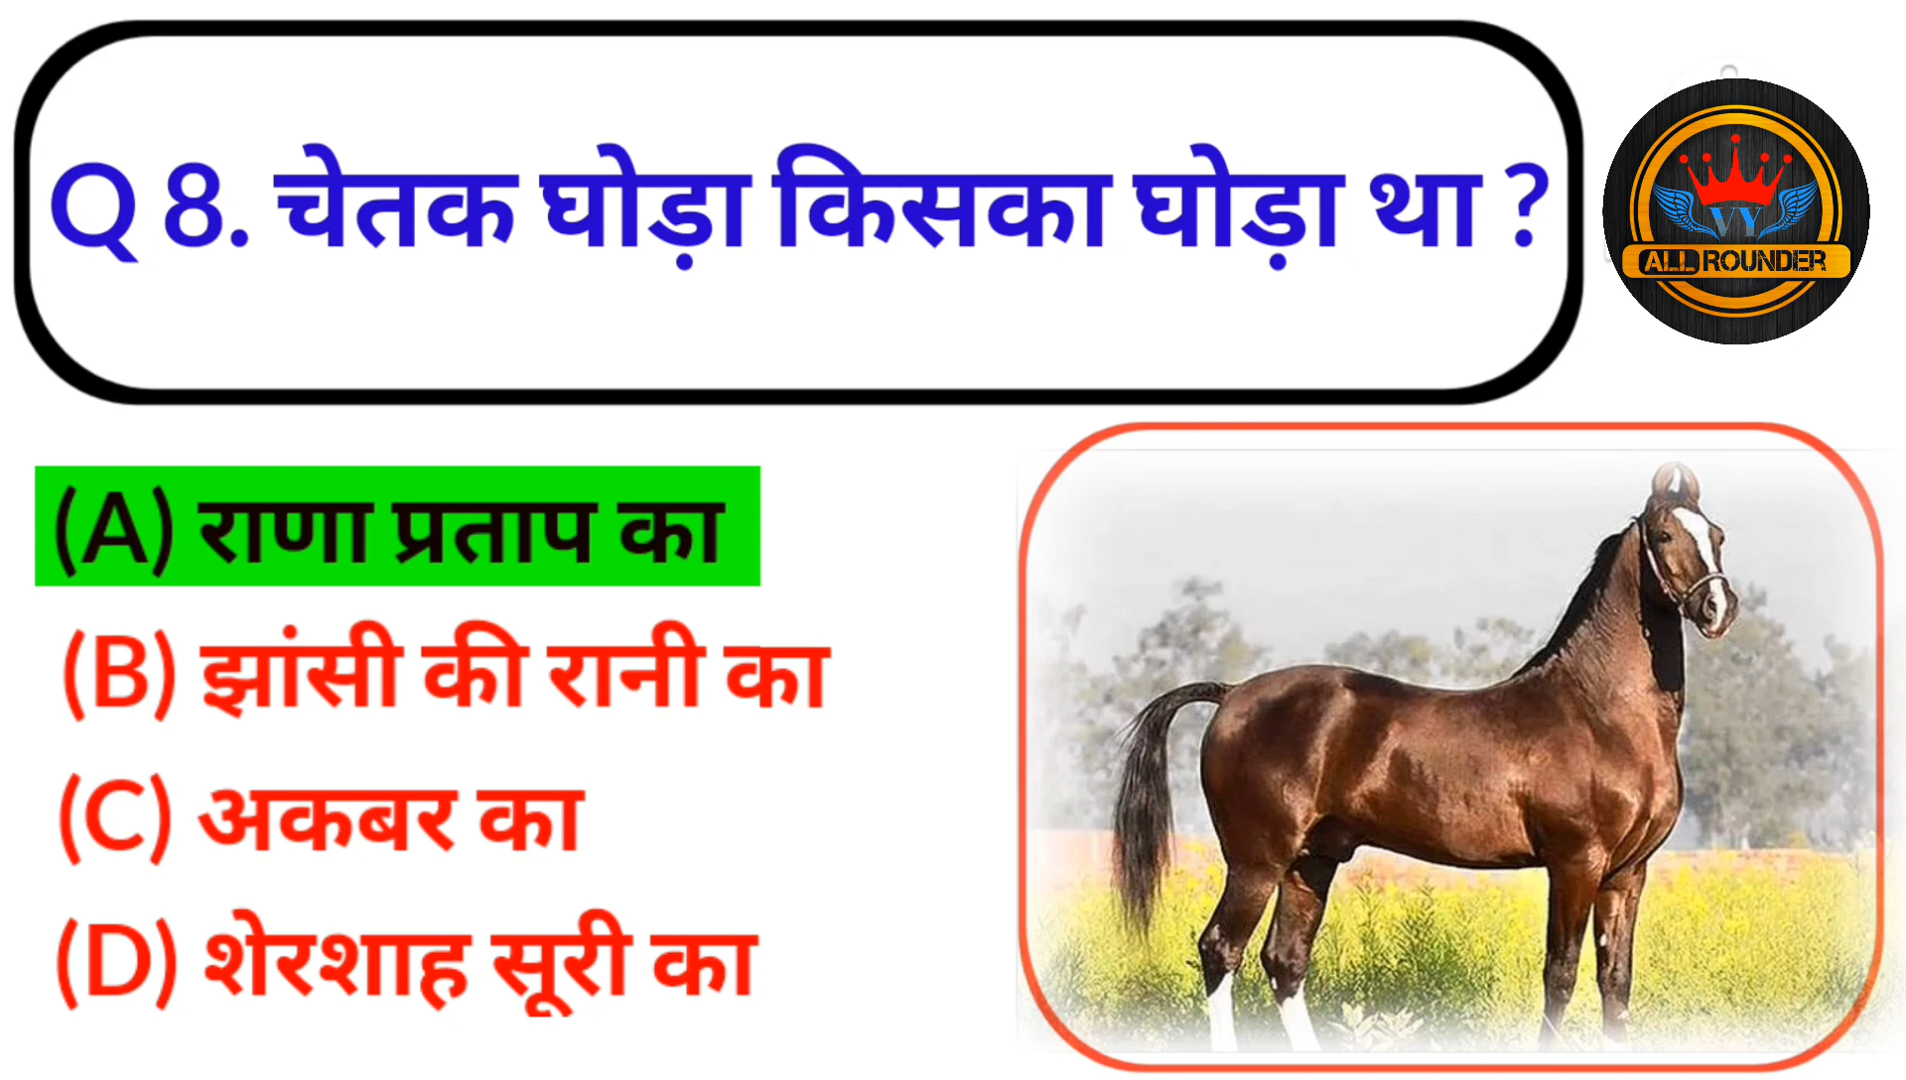 Q 8. चेतक घोड़ा किसका घोड़ा था ?
VY
ALL ROUNDER
(A) राणा प्रताप का
(B) झांसी की रानी का
(C) अकबर का
(D) शेरशाह सूरी का